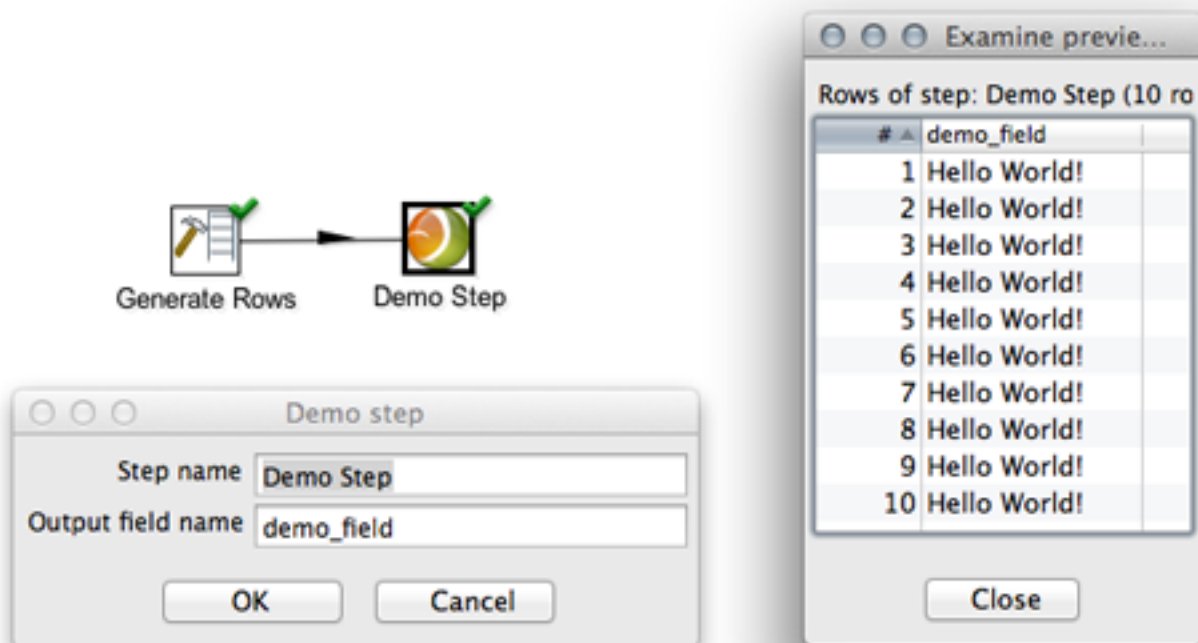 Generate Rows
Demo Step
Demo step
Step name Demo Step
Output field name demo_field
OK Cancel
Examine previe...
Rows of step: Demo Step (10 ro
# demo_field
1 Hello World!
2 Hello World!
3 Hello World!
4 Hello World!
5 Hello World!
6 Hello World!
7 Hello World!
8 Hello World!
9 Hello World!
10 Hello World!
Close